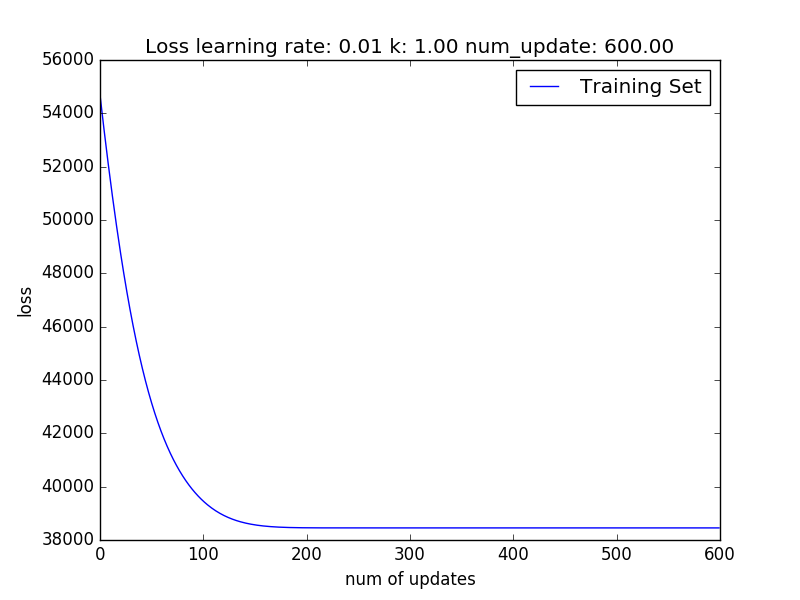 Loss learning rate: 0.01 k: 1.00 num_update: 600.00
Training Set
56000
54000
52000
50000
48000
46000
44000
42000
40000
38000
loss
0 100 200 300 400 500 600
num of updates